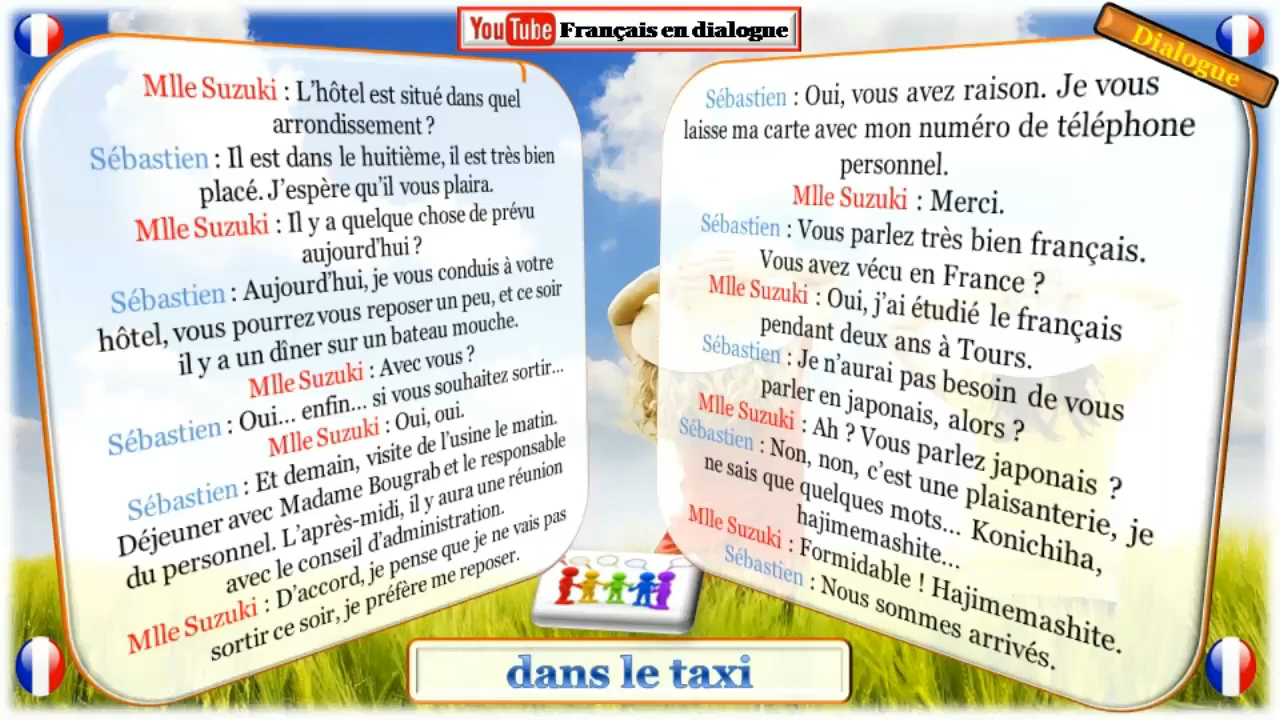 YouTube Français en dialogue
Dialogue
Mlle Suzuki : L'hôtel est situé dans quel
arrondissement ?
Sébastien : Il est dans le huitième, il est très bien
placé. J'espère qu'il vous plaira.
Mlle Suzuki : Il y a quelque chose de prévu
aujourd'hui ?
Sébastien : Aujourd'hui, je vous conduis à votre
hôtel, vous pourrez vous reposer un peu, et ce soir
il y a un dîner sur un bateau mouche.
Mlle Suzuki : Avec vous ?
Sébastien : Oui... enfin... si vous souhaitez sortir...
Mlle Suzuki : Oui, oui.
Sébastien : Et demain, visite de l'usine le matin.
Déjeuner avec Madame Bougrab et le responsable
du personnel. L'après-midi, il y aura une réunion
avec le conseil d'administration.
Mlle Suzuki : D'accord, je pense que je ne vais pas
sortir ce soir, je préfère me reposer.
Sébastien : Oui, vous avez raison. Je vous
laisse ma carte avec mon numéro de téléphone
personnel.
Mlle Suzuki : Merci.
Sébastien : Vous parlez très bien français.
Vous avez vécu en France ?
Mlle Suzuki : Oui, j'ai étudié le français
pendant deux ans à Tours.
Sébastien : Je n'aurai pas besoin de vous
parler en japonais, alors ?
Mlle Suzuki : Ah ? Vous parlez japonais ?
Sébastien : Non, non, c'est une plaisanterie, je
ne sais que quelques mots... Konichiha,
hajimemashite...
Mlle Suzuki : Formidable ! Hajimemashite.
Sébastien : Nous sommes arrivés.
dans le taxi